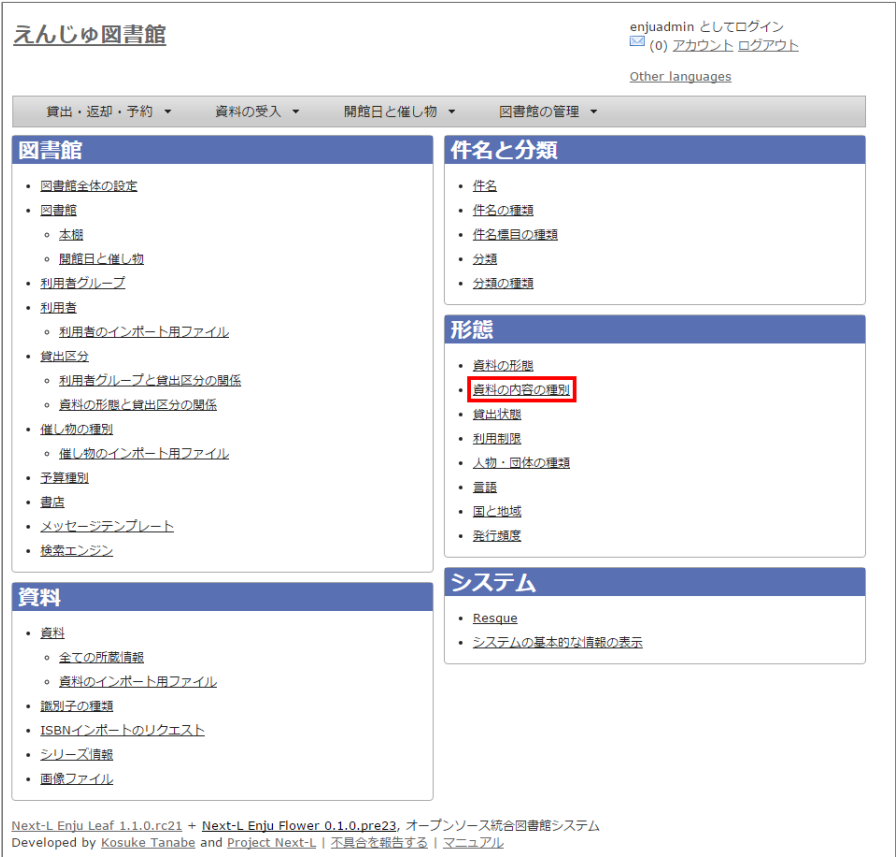 えんじゅ図書館
enjuadmin としてログイン
(0) アカウント ログアウト
Other languages
貸出・返却・予約 ▼ 資料の受入 ▼ 開館日と催し物 ▼ 図書館の管理 ▼
図書館
• 図書館全体の設定
• 図書館
◦ 本棚
◦ 開館日と催し物
• 利用者グループ
• 利用者
◦ 利用者のインポート用ファイル
• 貸出区分
◦ 利用者グループと貸出区分の関係
◦ 資料の形態と貸出区分の関係
• 催し物の種別
◦ 催し物のインポート用ファイル
• 予算種別
• 書店
• メッセージテンプレート
• 検索エンジン
資料
• 資料
◦ 全ての所蔵情報
◦ 資料のインポート用ファイル
• 識別子の種類
• ISBNインポートのリクエスト
• シリーズ情報
• 画像ファイル
件名と分類
• 件名
• 件名の種類
• 件名標目の種類
• 分類
• 分類の種類
形態
• 資料の形態
• 資料の内容の種別
• 貸出状態
• 利用制限
• 人物・団体の種類
• 言語
• 国と地域
• 発行頻度
システム
• Resque
• システムの基本的な情報の表示
Next-L Enju Leaf 1.1.0.rc21 + Next-L Enju Flower 0.1.0.pre23, オープンソース統合図書館システム
Developed by Kosuke Tanabe and Project Next-L | 不具合を報告する | マニュアル